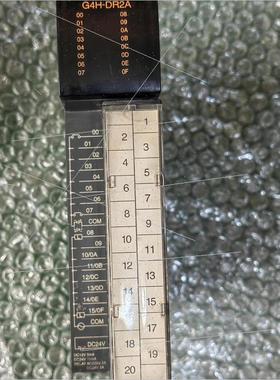 G4H-DR2A
00 08
01 09
02 0A
03 0B
04 0C
05 0D
06 0E
07 0F
00
01
02
03
04
05
06
07
COM
08
09
10/0A
11/0B
12/0C
13/0D
14/0E
15/0F
COM
DC24V
1
2
3
4
5
6
7
8
9
10
11
12
13
14
15
16
17
18
19
20